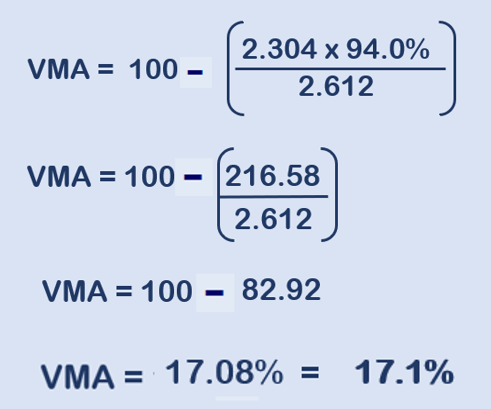 VMA = 100 - (2.304 x 94.0%
2.612)
VMA = 100 - (216.58
2.612)
VMA = 100 - 82.92
VMA = 17.08% = 17.1%